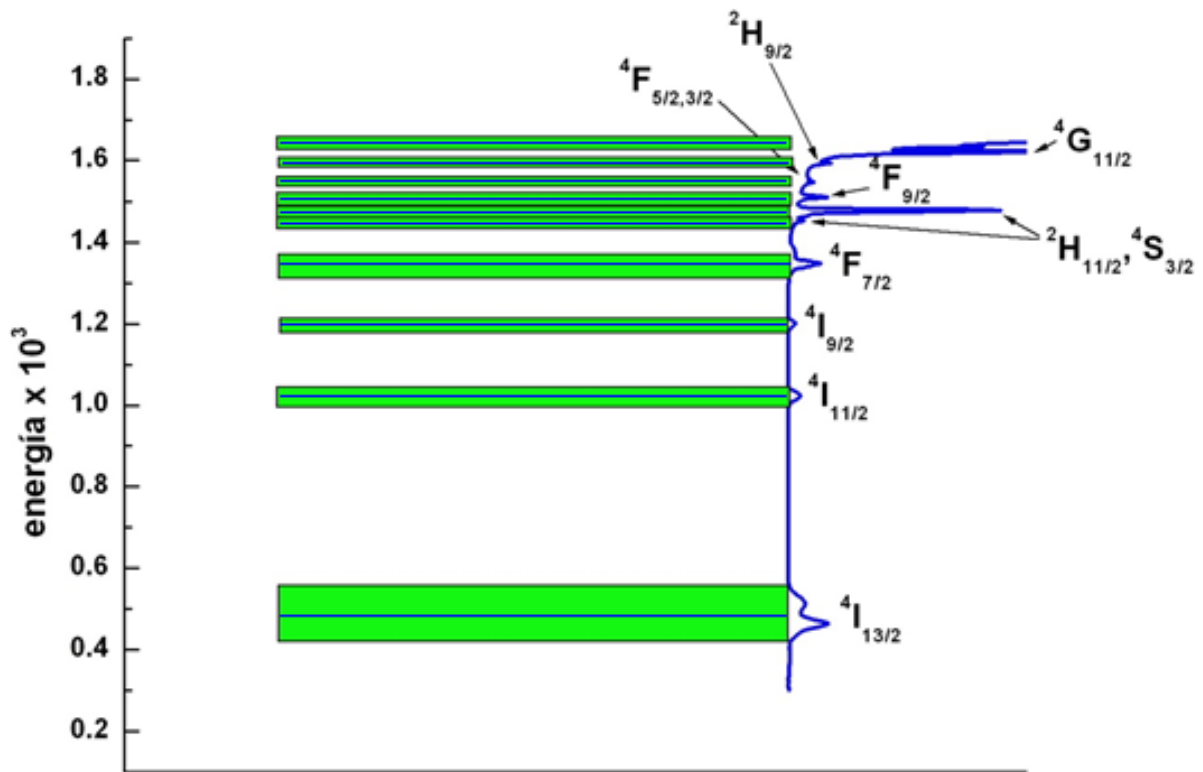 ²H9/2
⁴F5/2,3/2
⁴G11/2
⁴F9/2
²H11/2, ⁴S3/2
⁴F7/2
⁴I9/2
⁴I11/2
⁴I13/2
energía x 10³
1.8
1.6
1.4
1.2
1.0
0.8
0.6
0.4
0.2